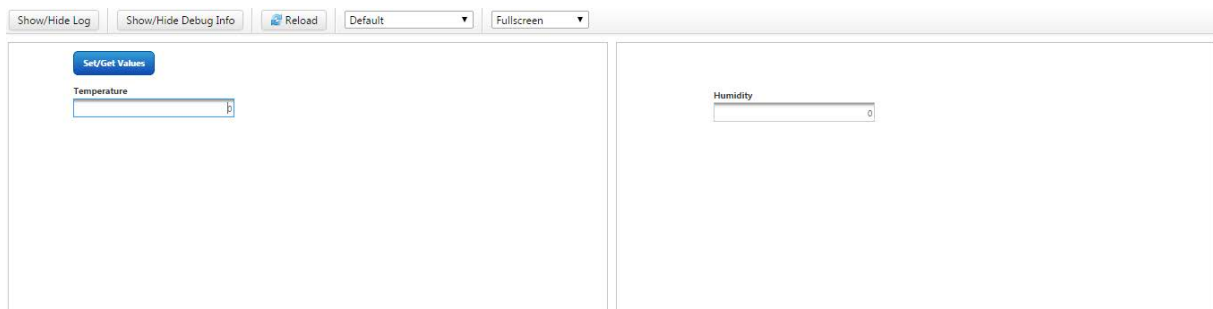 Show/Hide Log Show/Hide Debug Info Reload Default Fullscreen
Set/Get Values
Temperature
0
Humidity
0